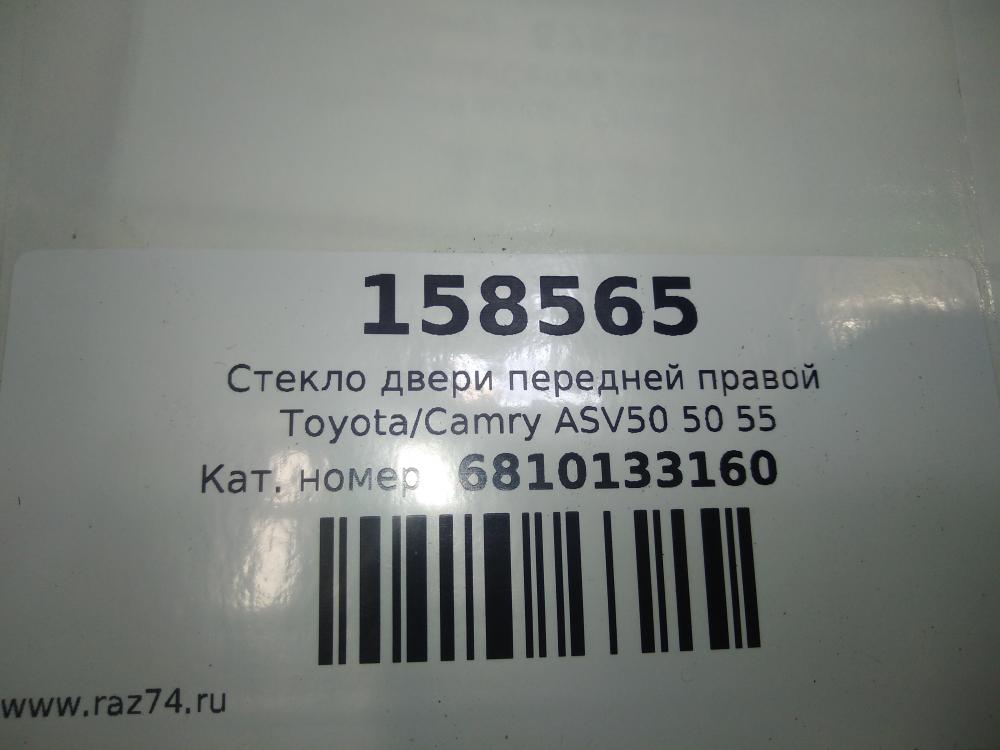 158565
Стекло двери передней правой
Toyota/Camry ASV50 50 55
Кат. номер 6810133160
www.raz74.ru